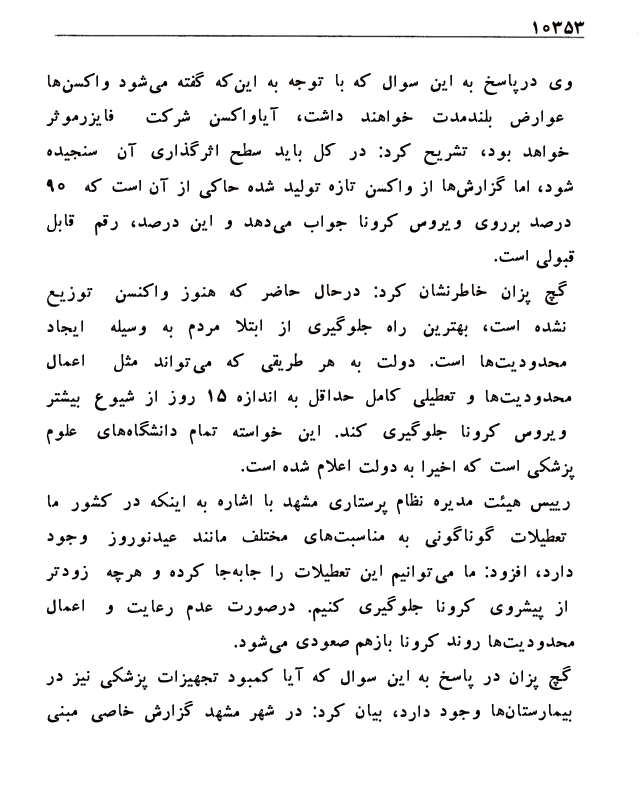 ۱۰۳۵۳
وی درپاسخ به این سوال که با توجه به این‌که گفته می‌شود واکسن‌ها
عوارض بلندمدت خواهند داشت، آیاواکسن شرکت فایزرموثر
خواهد بود، تشریح کرد: در کل باید سطح اثرگذاری آن سنجیده
شود، اما گزارش‌ها از واکسن تازه تولید شده حاکی از آن است که ۹۰
درصد برروی ویروس کرونا جواب می‌دهد و این درصد، رقم قابل
قبولی است.
گچ پزان خاطرنشان کرد: درحال حاضر که هنوز واکنسن توزیع
نشده است، بهترین راه جلوگیری از ابتلا مردم به وسیله ایجاد
محدودیت‌ها است. دولت به هر طریقی که می‌تواند مثل اعمال
محدودیت‌ها و تعطیلی کامل حداقل به اندازه ۱۵ روز از شیوع بیشتر
ویروس کرونا جلوگیری کند. این خواسته تمام دانشگاه‌های علوم
پزشکی است که اخیرا به دولت اعلام شده است.
رییس هیئت مدیره نظام پرستاری مشهد با اشاره به اینکه در کشور ما
تعطیلات گوناگونی به مناسبت‌های مختلف مانند عیدنوروز وجود
دارد، افزود: ما می‌توانیم این تعطیلات را جابه‌جا کرده و هرچه زودتر
از پیشروی کرونا جلوگیری کنیم. درصورت عدم رعایت و اعمال
محدودیت‌ها روند کرونا بازهم صعودی می‌شود.
گچ پزان در پاسخ به این سوال که آیا کمبود تجهیزات پزشکی نیز در
بیمارستان‌ها وجود دارد، بیان کرد: در شهر مشهد گزارش خاصی مبنی